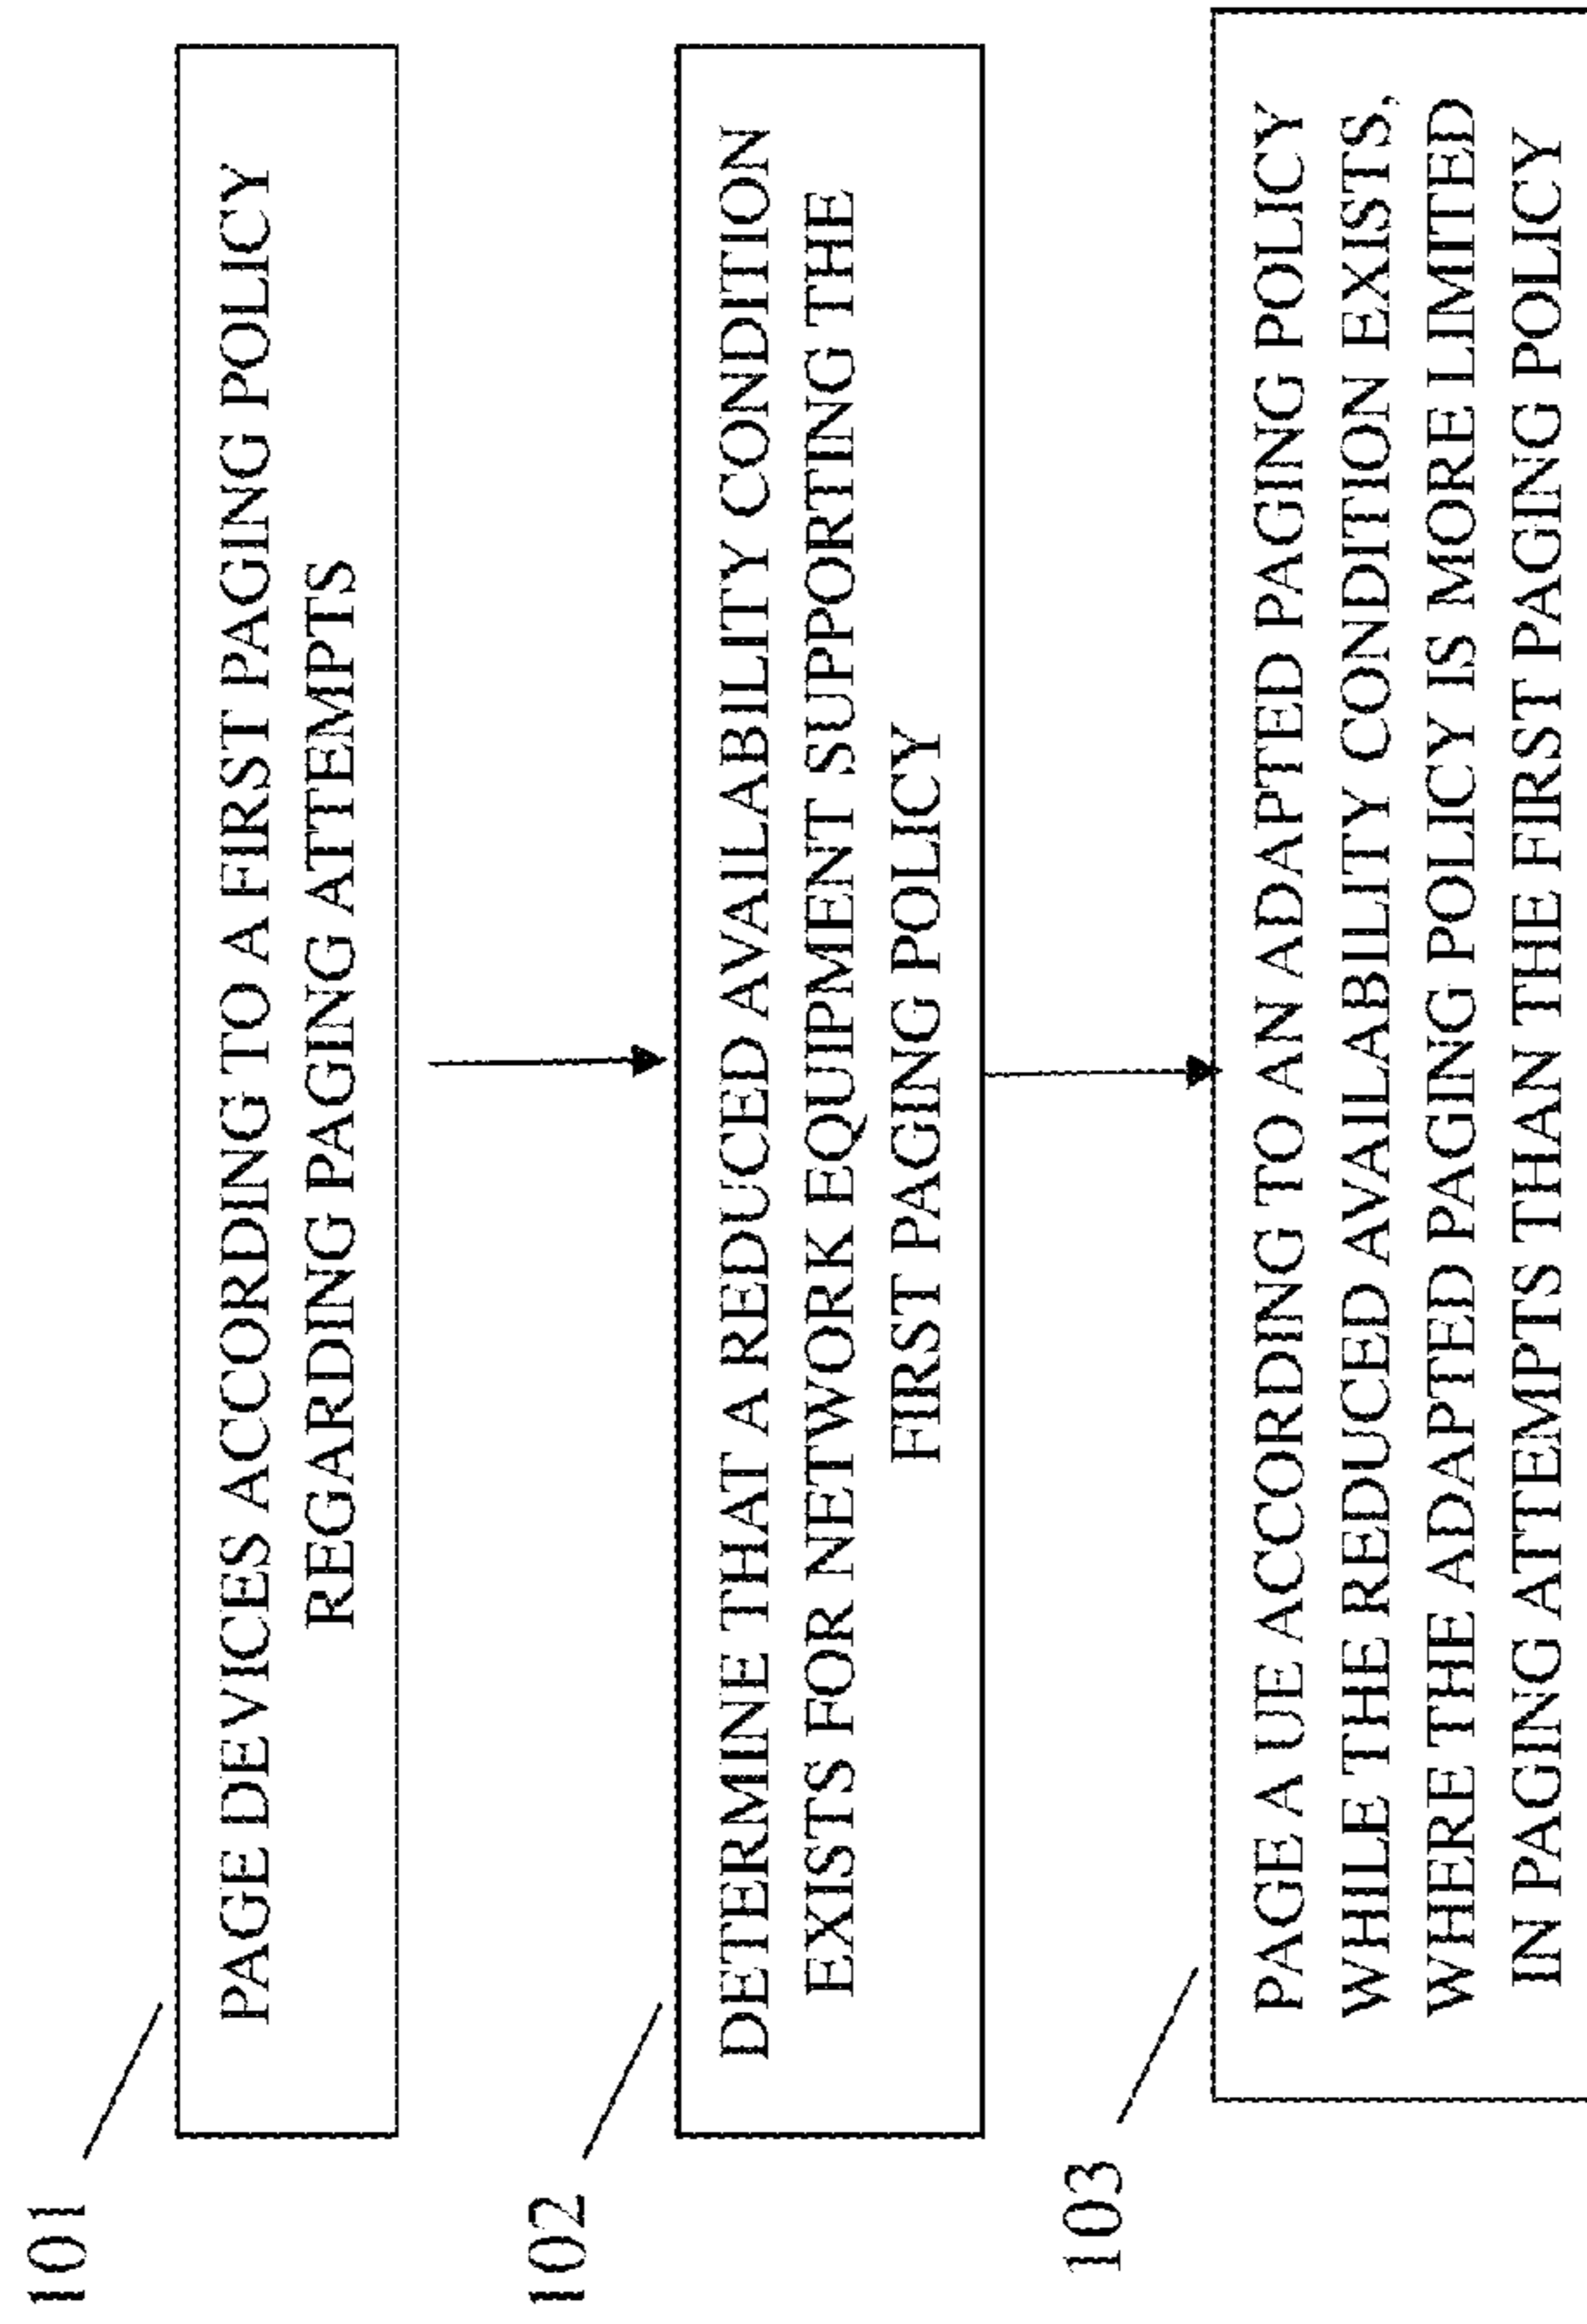 101
PAGE DEVICES ACCORDING TO A FIRST PAGING POLICY
REGARDING PAGING ATTEMPTS
102
DETERMINE THAT A REDUCED AVAILABILITY CONDITION
EXISTS FOR NETWORK EQUIPMENT SUPPORTING THE
FIRST PAGING POLICY
103
PAGE A UE ACCORDING TO AN ADAPTED PAGING POLICY
WHILE THE REDUCED AVAILABILITY CONDITION EXISTS,
WHERE THE ADAPTED PAGING POLICY IS MORE LIMITED
IN PAGING ATTEMPTS THAN THE FIRST PAGING POLICY